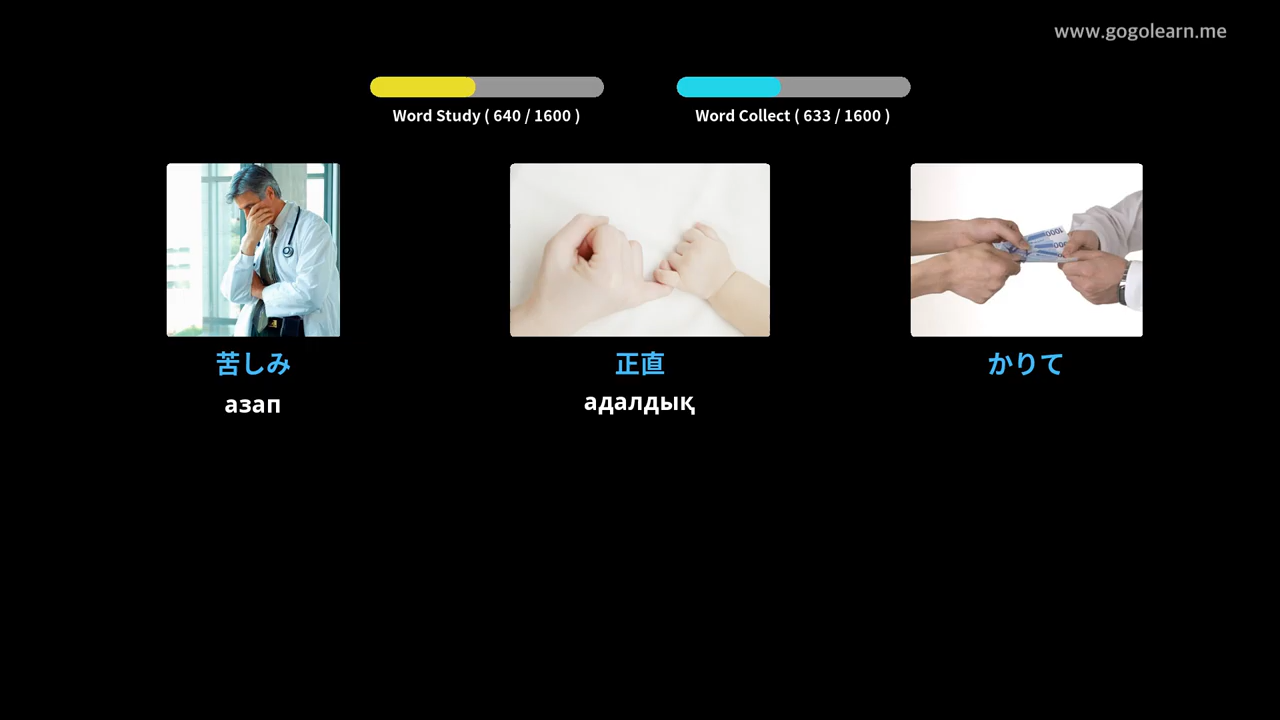 www.gogolearn.me
Word Study ( 640 / 1600 )
Word Collect ( 633 / 1600 )
苦しみ
正直
かりて
азап
адалдық